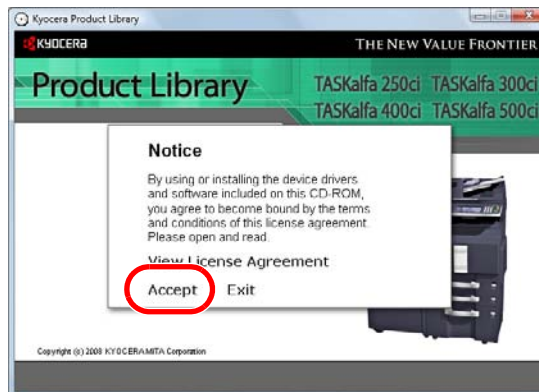 Kyocera Product Library
KYOCERA
THE NEW VALUE FRONTIER
Product Library
TASKalfa 250ci TASKalfa 300ci
TASKalfa 400ci TASKalfa 500ci
Notice
By using or installing the device drivers
and software included on this CD-ROM,
you agree to become bound by the terms
and conditions of this license agreement.
Please open and read.
View License Agreement
Accept Exit
Copyright (c) 2008 KYOCERA MITA Corporation